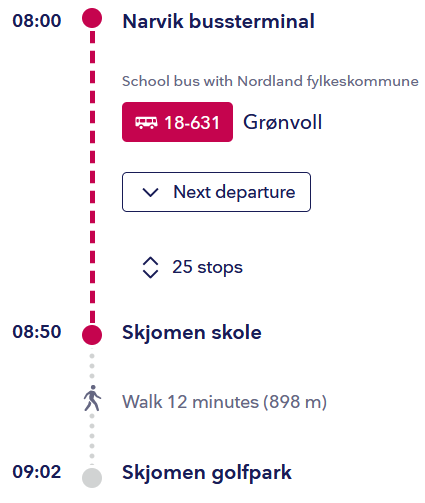 08:00 Narvik bussterminal
School bus with Nordland fylkeskommune
18-631 Grønvoll
Next departure
25 stops
08:50 Skjomen skole
Walk 12 minutes (898 m)
09:02 Skjomen golfpark